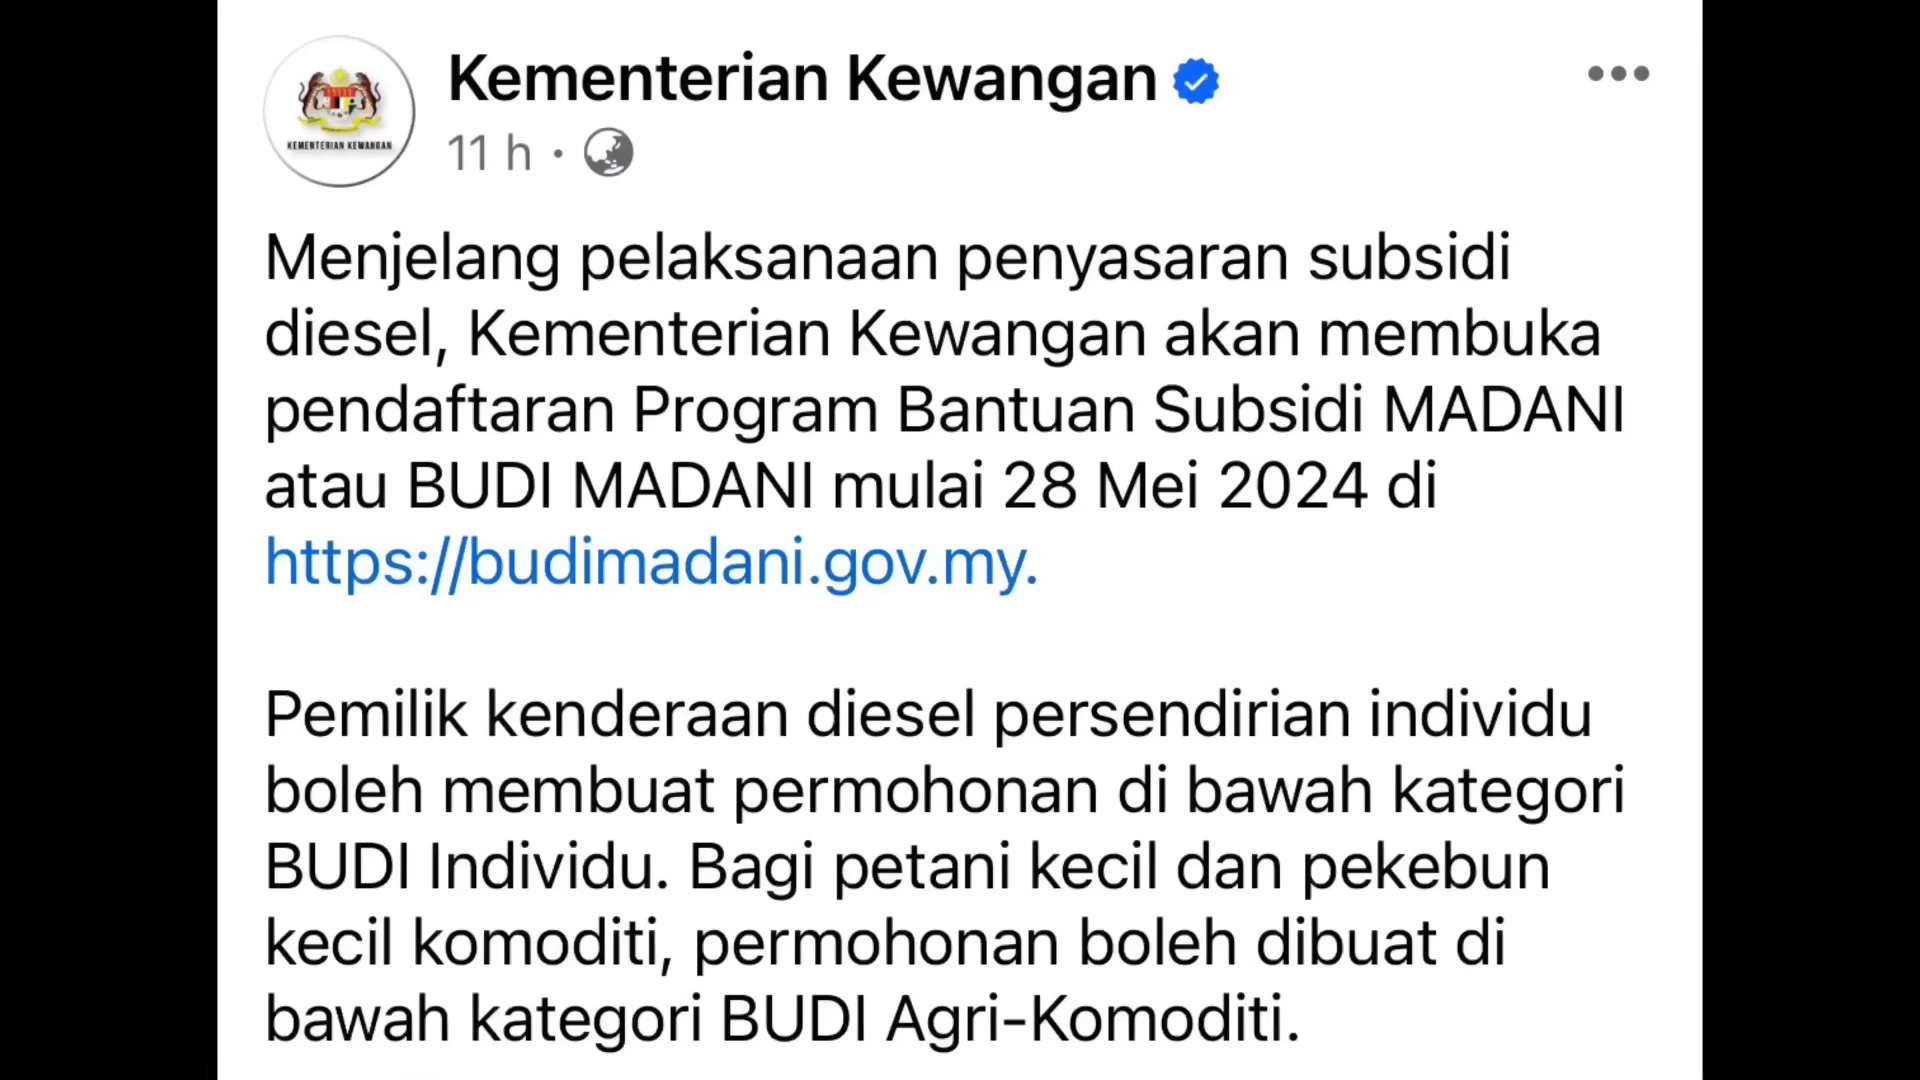 Kementerian Kewangan
KEMENTERIAN KEWANGAN
11 h ·
Menjelang pelaksanaan penyasaran subsidi
diesel, Kementerian Kewangan akan membuka
pendaftaran Program Bantuan Subsidi MADANI
atau BUDI MADANI mulai 28 Mei 2024 di
https://budimadani.gov.my.
Pemilik kenderaan diesel persendirian individu
boleh membuat permohonan di bawah kategori
BUDI Individu. Bagi petani kecil dan pekebun
kecil komoditi, permohonan boleh dibuat di
bawah kategori BUDI Agri-Komoditi.